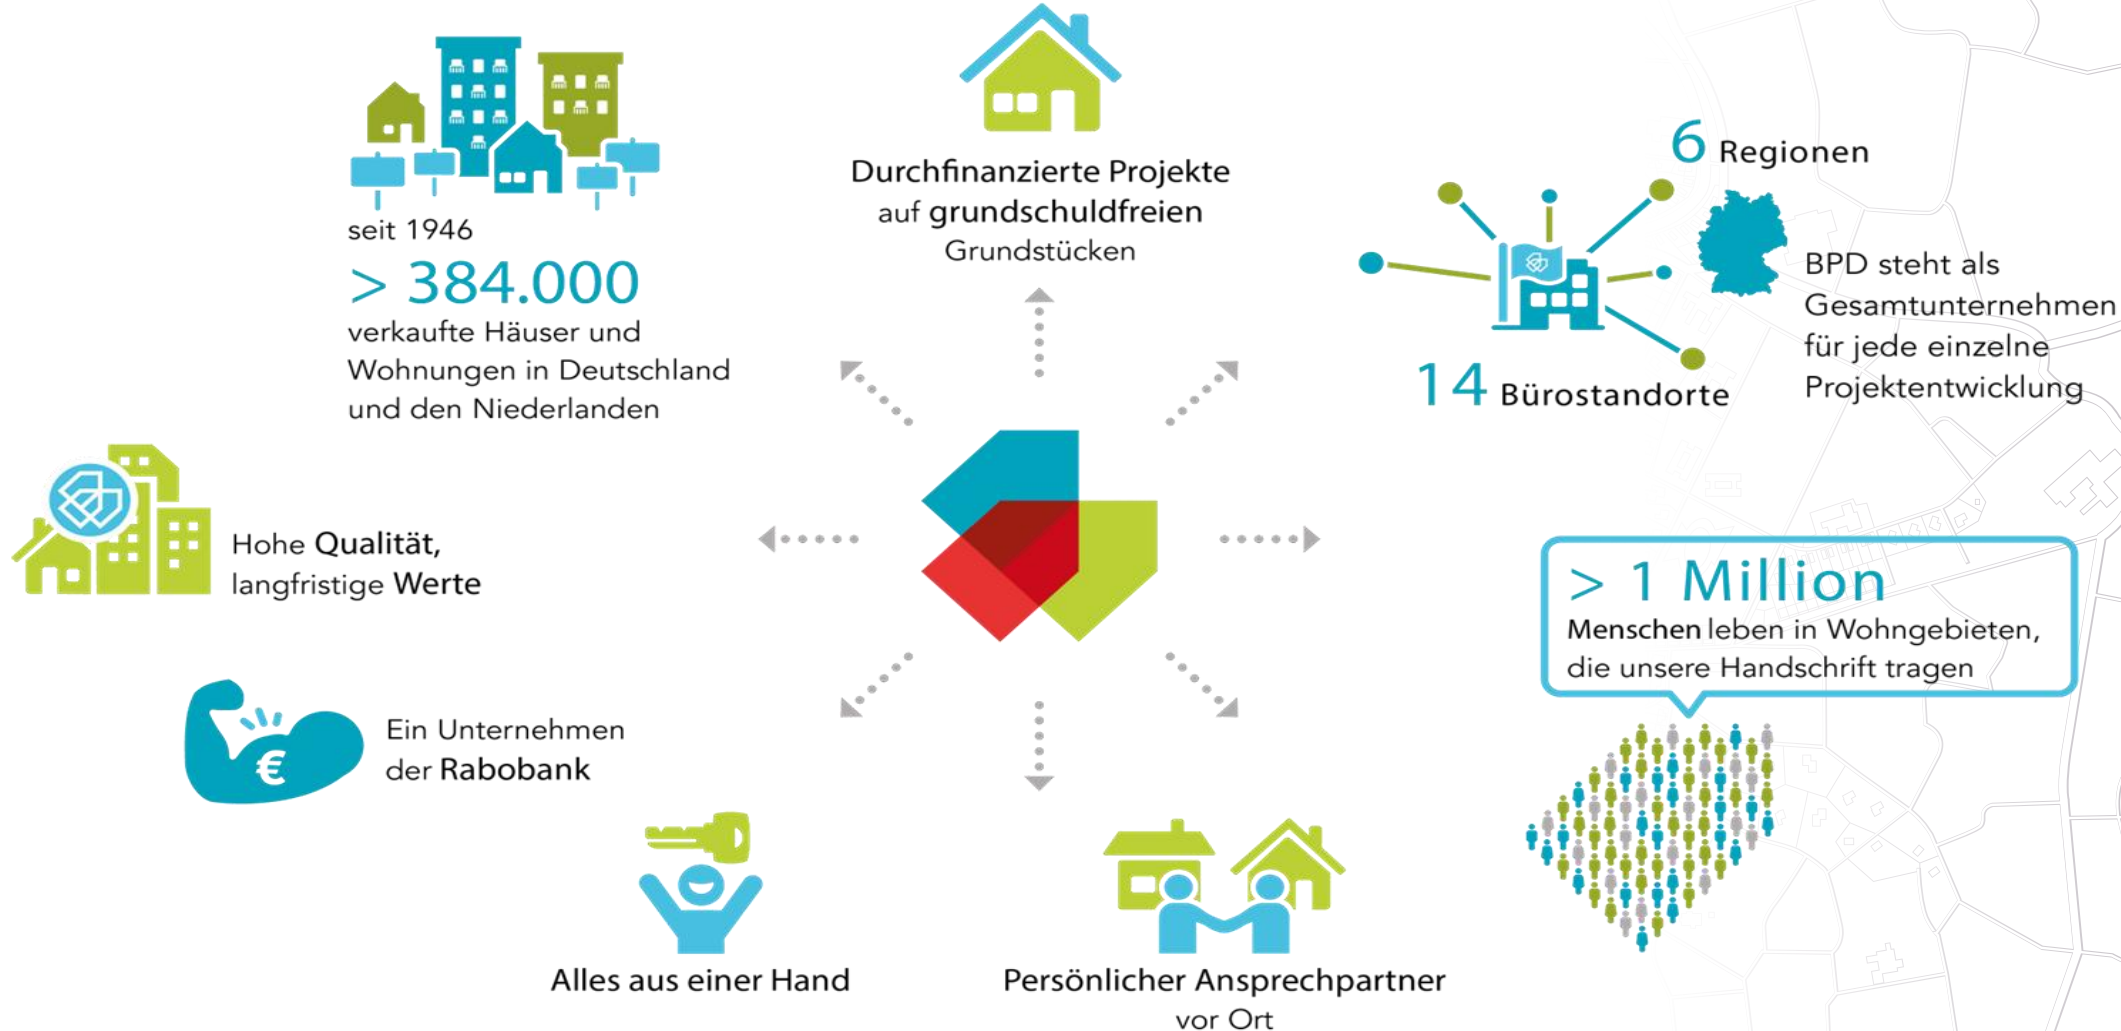 seit 1946
> 384.000
verkaufte Häuser und
Wohnungen in Deutschland
und den Niederlanden
Durchfinanzierte Projekte
auf grundschuldfreien
Grundstücken
6 Regionen
14 Bürostandorte
BPD steht als
Gesamtunternehmen
für jede einzelne
Projektentwicklung
Hohe Qualität,
langfristige Werte
> 1 Million
Menschen leben in Wohngebieten,
die unsere Handschrift tragen
€
Ein Unternehmen
der Rabobank
Alles aus einer Hand
Persönlicher Ansprechpartner
vor Ort